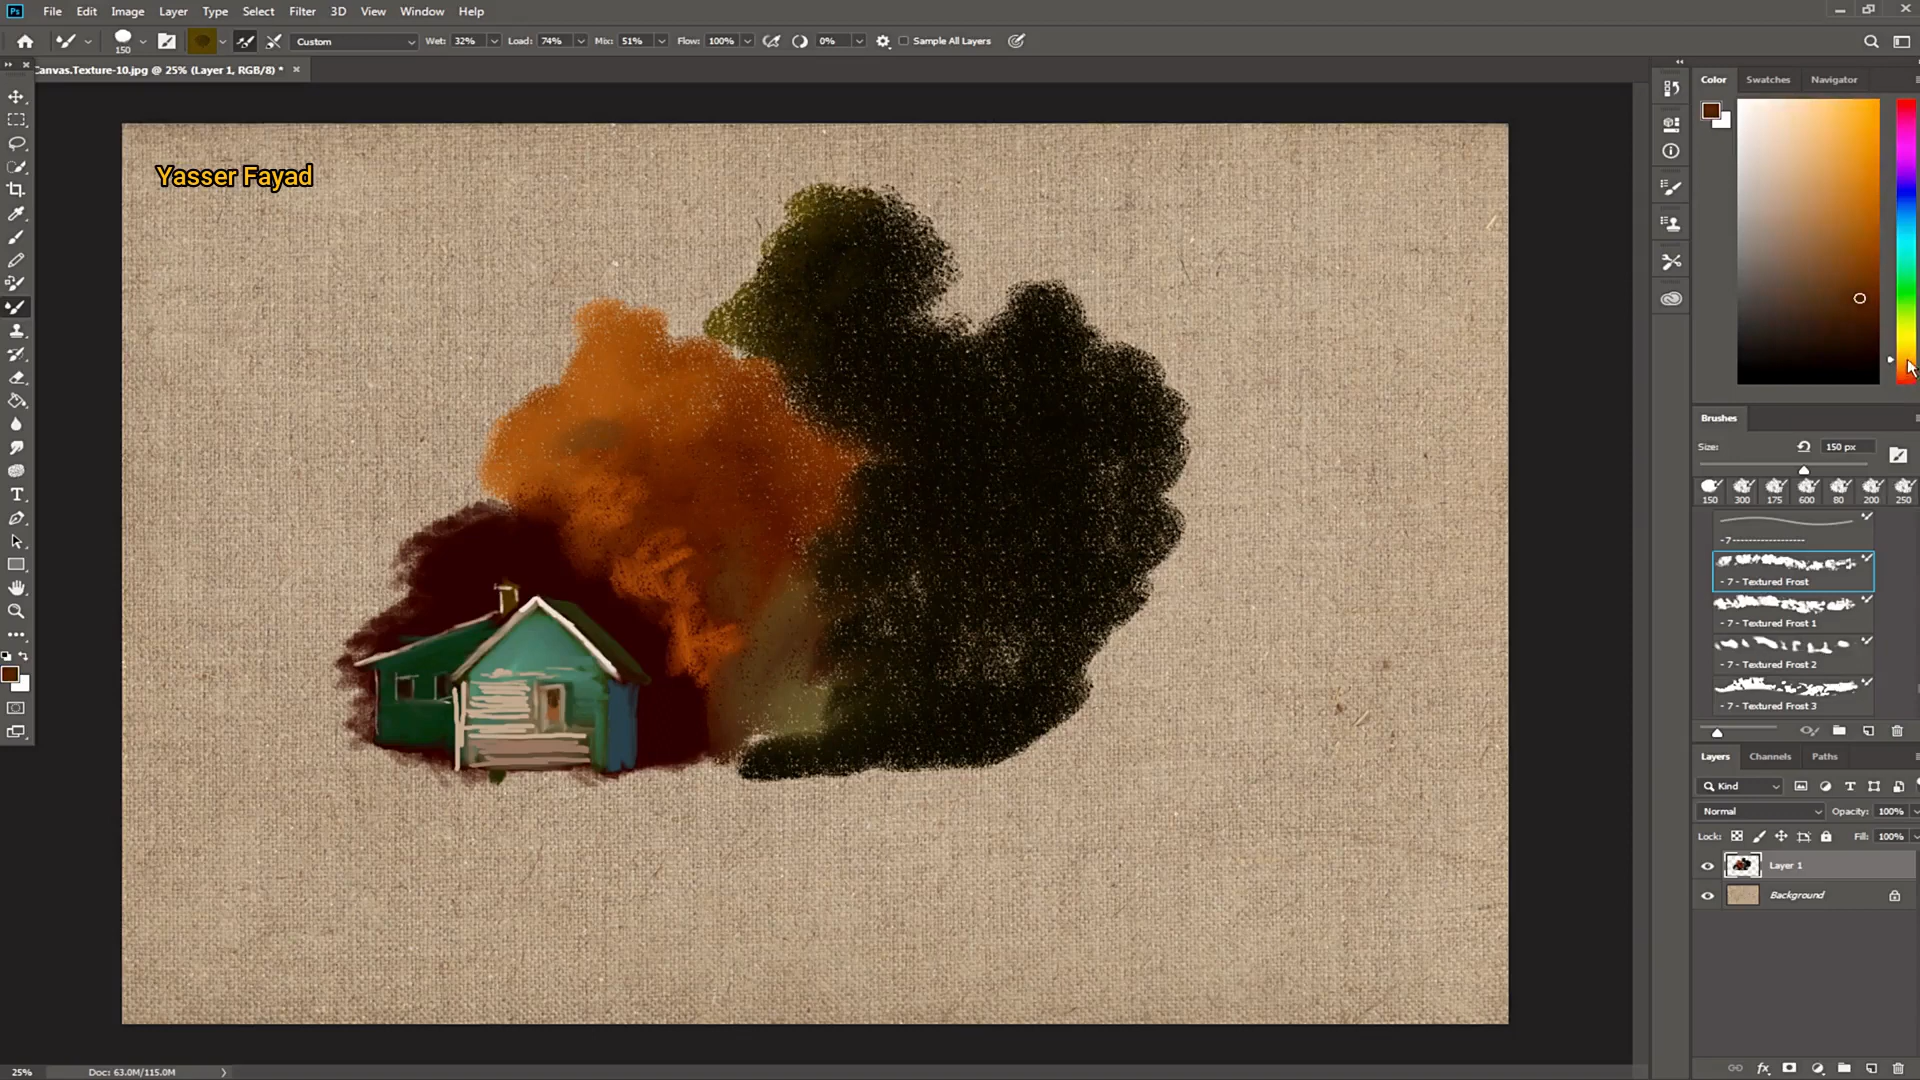 Ps File Edit Image Layer Type Select Filter 3D View Window Help
150 Custom Wet: 32% Load: 74% Mix: 51% Flow: 100% 0% Sample All Layers
Canvas.Texture-10.jpg @ 25% (Layer 1, RGB/8) *
Yasser Fayad
Color Swatches Navigator
Brushes
Size: 150 px
150 300 175 600 80 200 250
-7-----------------
- 7 - Textured Frost
- 7 - Textured Frost 1
- 7 - Textured Frost 2
- 7 - Textured Frost 3
Layers Channels Paths
Kind
Normal Opacity: 100%
Lock: Fill: 100%
Layer 1
Background
fx
25% Doc: 63.0M/115.0M